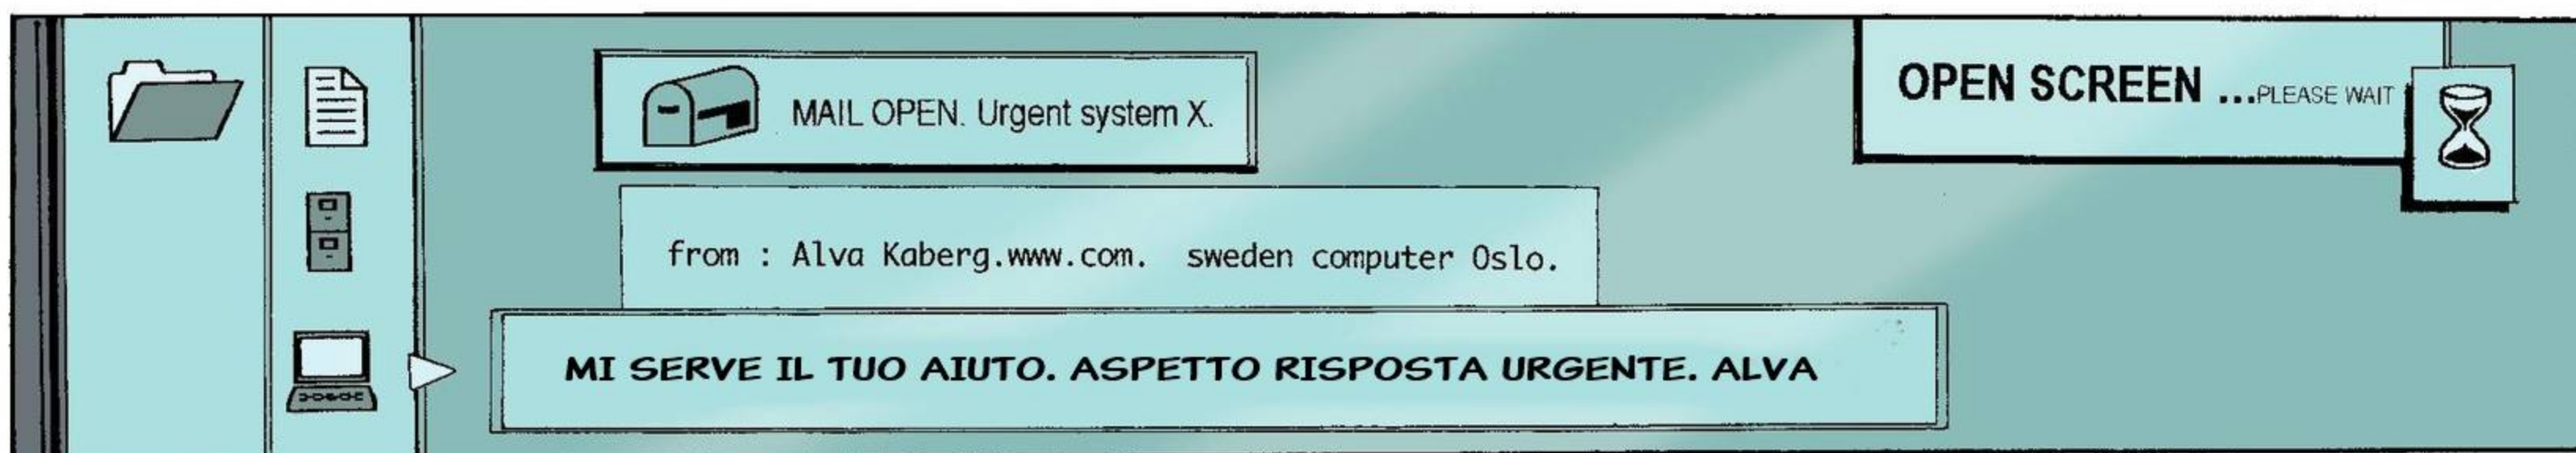 MAIL OPEN. Urgent system X.
OPEN SCREEN ...PLEASE WAIT
from : Alva Kaberg.www.com. sweden computer Oslo.
MI SERVE IL TUO AIUTO. ASPETTO RISPOSTA URGENTE. ALVA